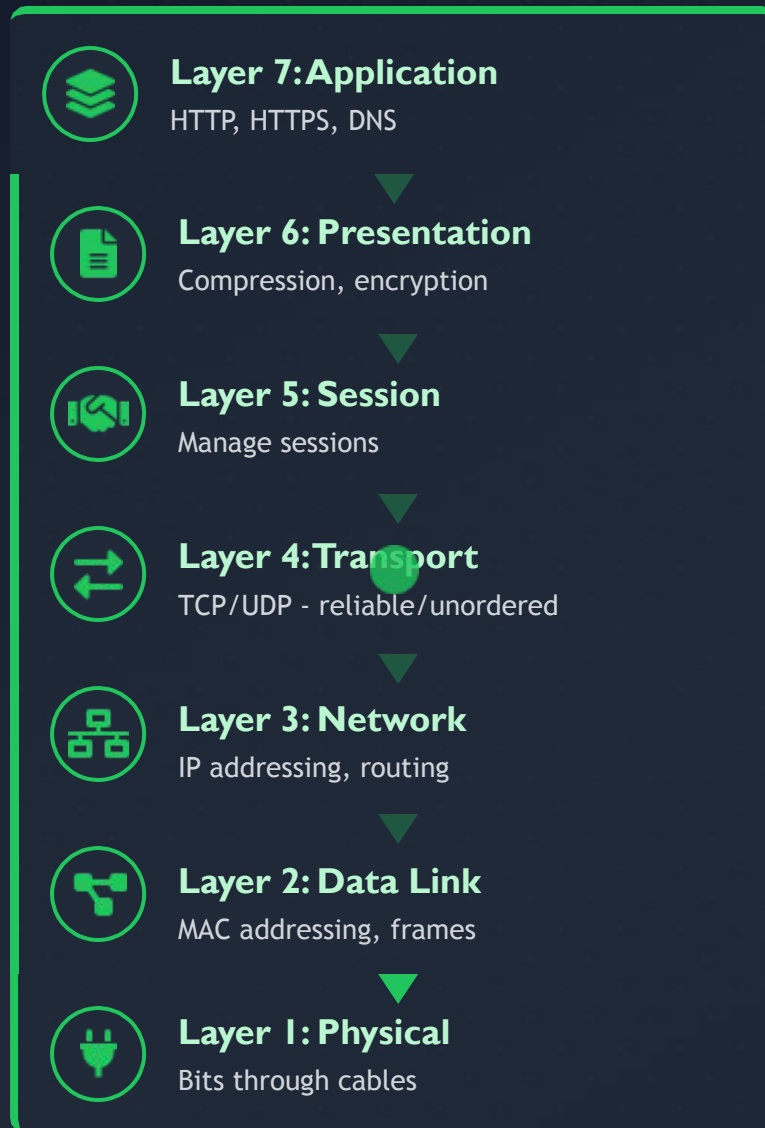 Layer 7: Application
HTTP, HTTPS, DNS
Layer 6: Presentation
Compression, encryption
Layer 5: Session
Manage sessions
Layer 4: Transport
TCP/UDP - reliable/unordered
Layer 3: Network
IP addressing, routing
Layer 2: Data Link
MAC addressing, frames
Layer 1: Physical
Bits through cables